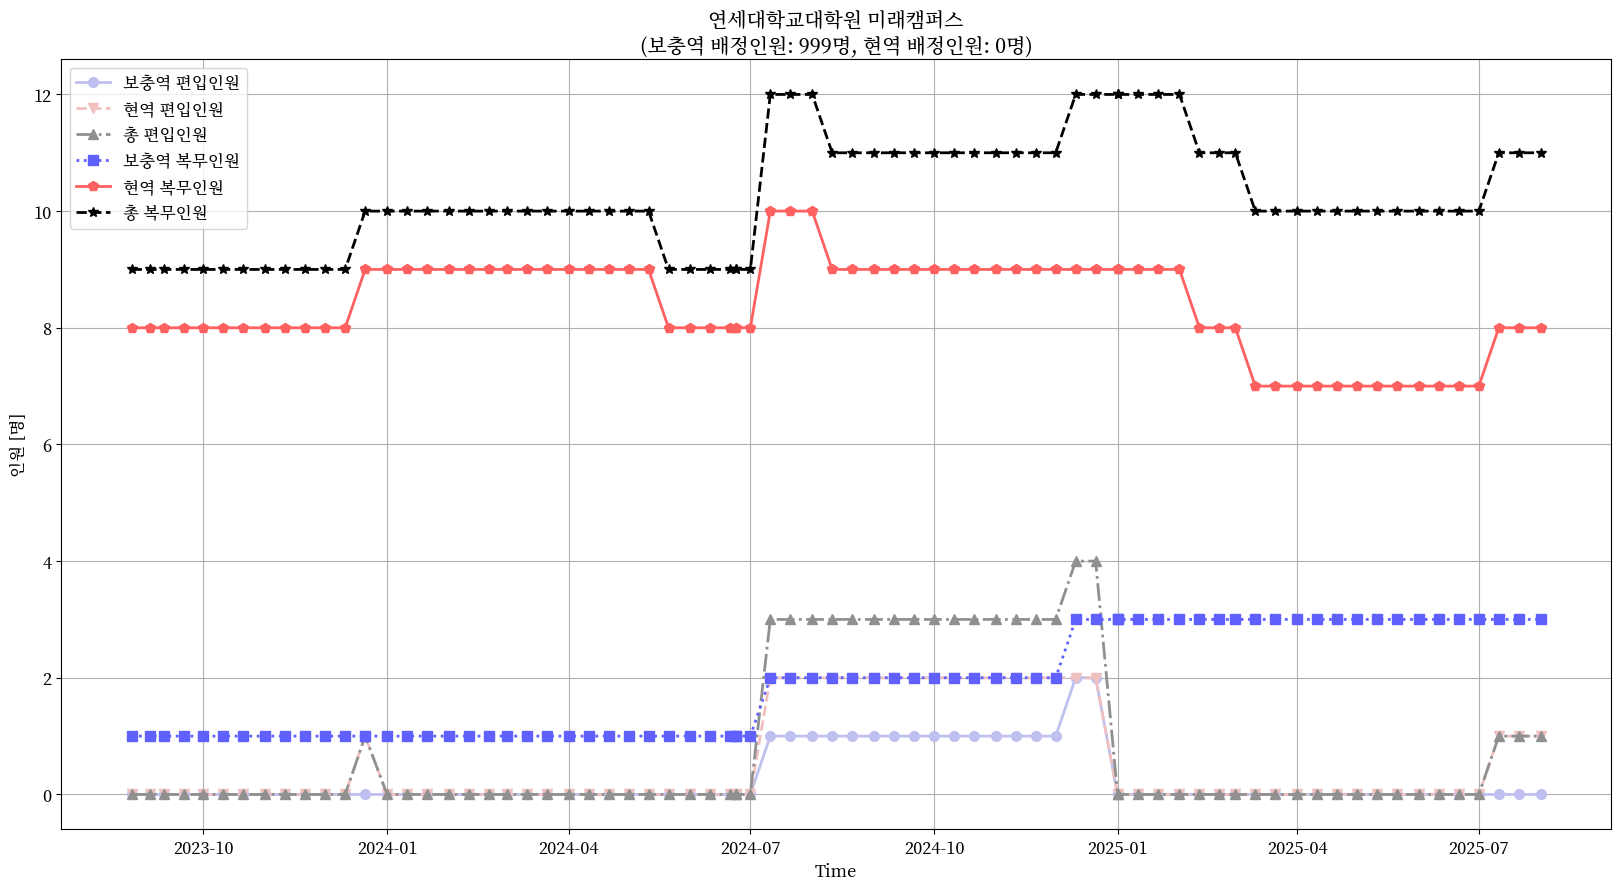 연세대학교대학원 미래캠퍼스
(보충역 배정인원: 999명, 현역 배정인원: 0명)
보충역 편입인원
현역 편입인원
총 편입인원
보충역 복무인원
현역 복무인원
총 복무인원
12
10
8
6
4
2
0
인원 [명]
2023-10
2024-01
2024-04
2024-07
2024-10
2025-01
2025-04
2025-07
Time